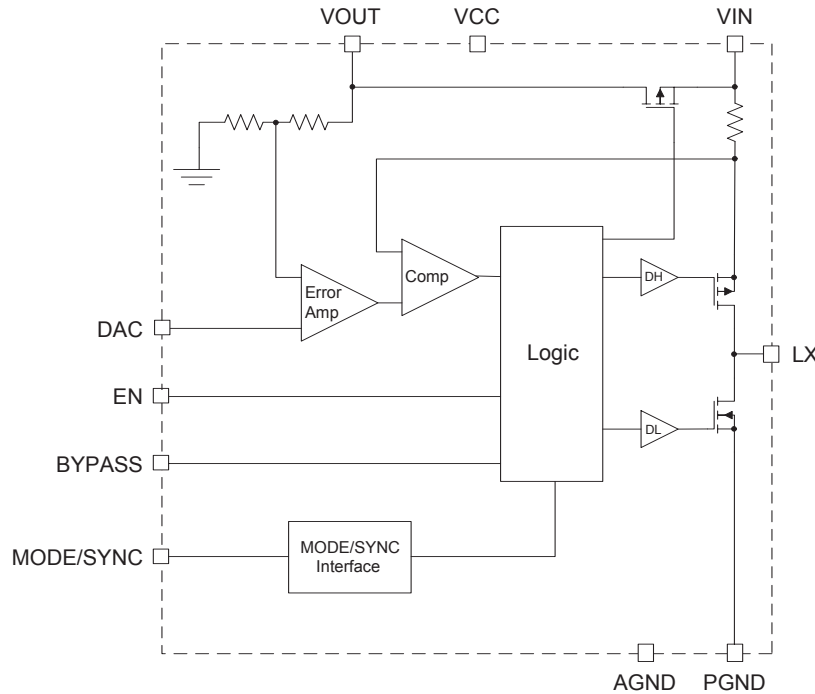 VOUT
VCC
VIN
Error
Amp
Comp
Logic
DH
DAC
LX
EN
DL
BYPASS
MODE/SYNC
MODE/SYNC
Interface
AGND
PGND